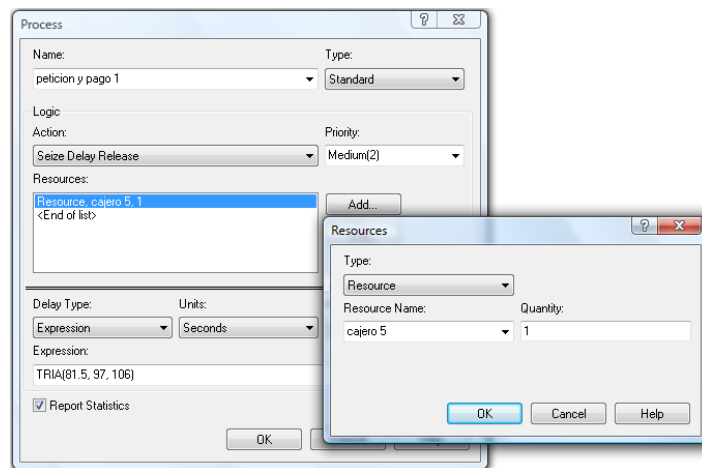 Process
Name: Type:
peticion y pago 1 Standard
Logic
Action: Priority:
Seize Delay Release Medium(2)
Resources:
Resource, cajero 5, 1 Add...
<End of list>
Delay Type: Units:
Expression Seconds
Expression:
TRIA(81.5, 97, 106)
Report Statistics
OK
Resources
Type:
Resource
Resource Name: Quantity:
cajero 5 1
OK Cancel Help